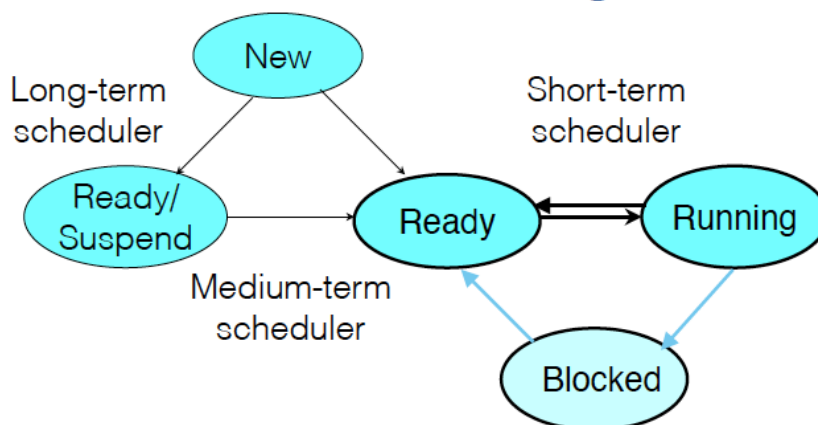 New
Long-term
scheduler
Short-term
scheduler
Ready/
Suspend
Ready
Running
Medium-term
scheduler
Blocked